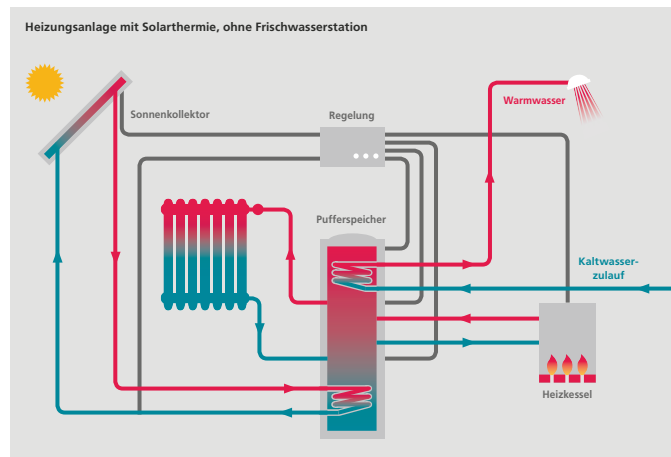 Heizungsanlage mit Solarthermie, ohne Frischwasserstation
Sonnenkollektor
Regelung
Warmwasser
Pufferspeicher
Kaltwasser-
zulauf
Heizkessel